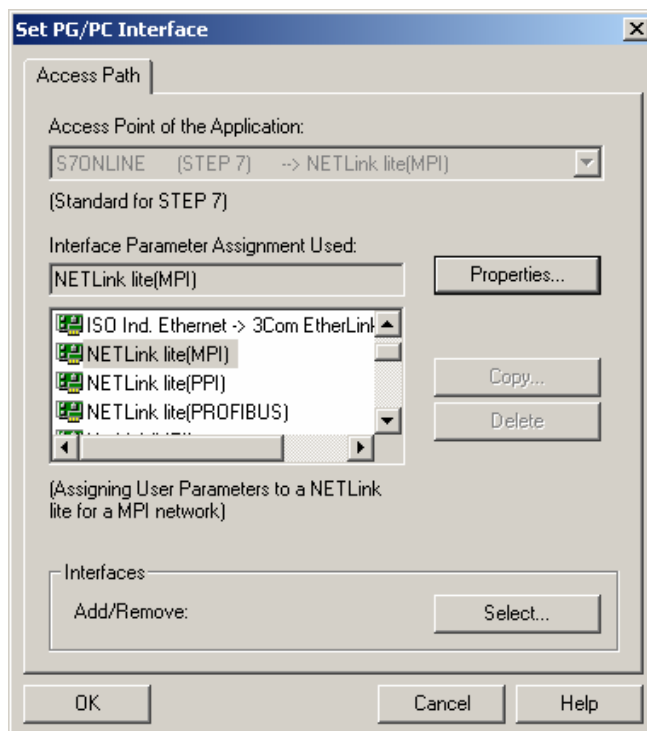 Set PG/PC Interface
Access Path
Access Point of the Application:
S7ONLINE (STEP 7) --> NETLink lite(MPI)
(Standard for STEP 7)
Interface Parameter Assignment Used:
NETLink lite(MPI)
Properties...
ISO Ind. Ethernet -> 3Com EtherLink
NETLink lite(MPI)
NETLink lite(PPI)
NETLink lite(PROFIBUS)
Copy...
Delete
(Assigning User Parameters to a NETLink
lite for a MPI network)
Interfaces
Add/Remove:
Select...
OK
Cancel
Help